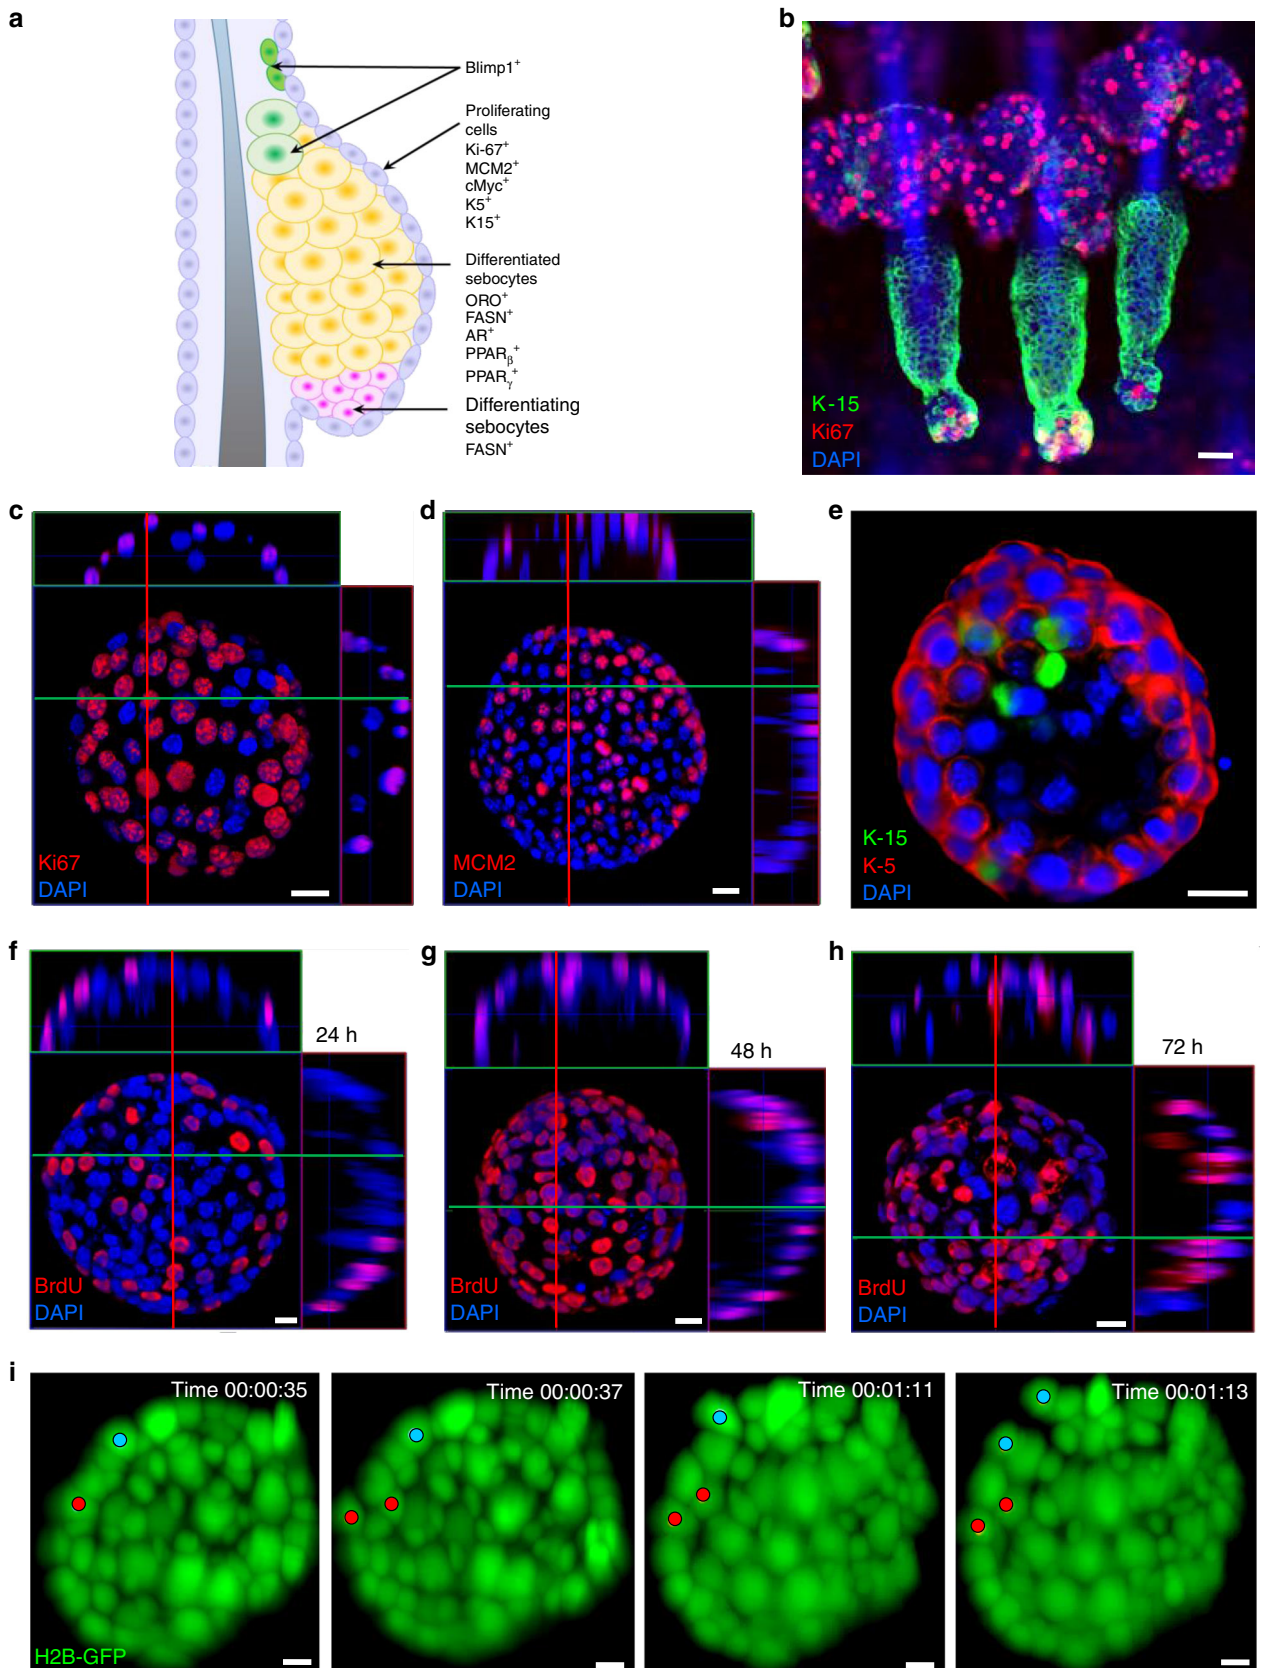 a
Blimp1⁺
Proliferating
cells
Ki-67⁺
MCM2⁺
cMyc⁺
K5⁺
K15⁺
Differentiated
sebocytes
ORO⁺
FASN⁺
AR⁺
PPARβ⁺
PPARγ⁺
Differentiating
sebocytes
FASN⁺
b
K-15
Ki67
DAPI
c
Ki67
DAPI
d
MCM2
DAPI
e
K-15
K-5
DAPI
f
24 h
BrdU
DAPI
g
48 h
BrdU
DAPI
h
72 h
BrdU
DAPI
i
Time 00:00:35
Time 00:00:37
Time 00:01:11
Time 00:01:13
H2B-GFP